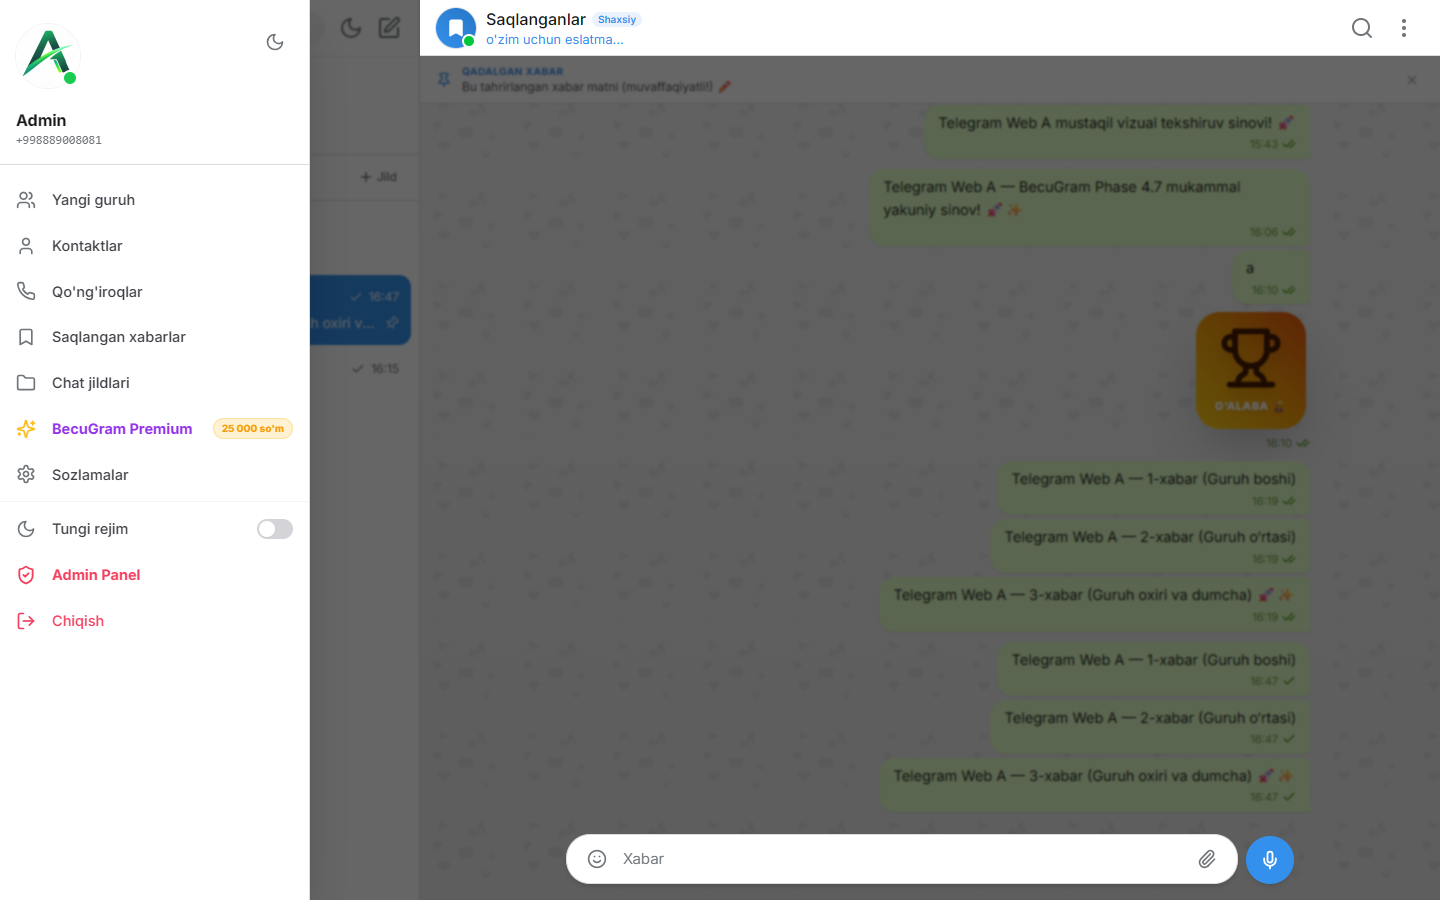 Admin
+998889008081
Yangi guruh
Kontaktlar
Qo'ng'iroqlar
Saqlangan xabarlar
Chat jildlari
BecuGram Premium 25 000 so'm
Sozlamalar
Tungi rejim
Admin Panel
Chiqish
+ Jild
16:47
h oxiri v...
16:15
Saqlanganlar Shaxsiy
o'zim uchun eslatma...
QADALGAN XABAR
Bu tahrirlangan xabar matni (muvaffaqiyatli!)
Telegram Web A mustaqil vizual tekshiruv sinovi! 🚀
15:43
Telegram Web A — BecuGram Phase 4.7 mukammal
yakuniy sinov! 🚀 ✨
16:06
a
16:10
G'ALABA
16:10
Telegram Web A — 1-xabar (Guruh boshi)
16:19
Telegram Web A — 2-xabar (Guruh o'rtasi)
16:19
Telegram Web A — 3-xabar (Guruh oxiri va dumcha) 🚀 ✨
16:19
Telegram Web A — 1-xabar (Guruh boshi)
16:47
Telegram Web A — 2-xabar (Guruh o'rtasi)
16:47
Telegram Web A — 3-xabar (Guruh oxiri va dumcha) 🚀 ✨
16:47
Xabar